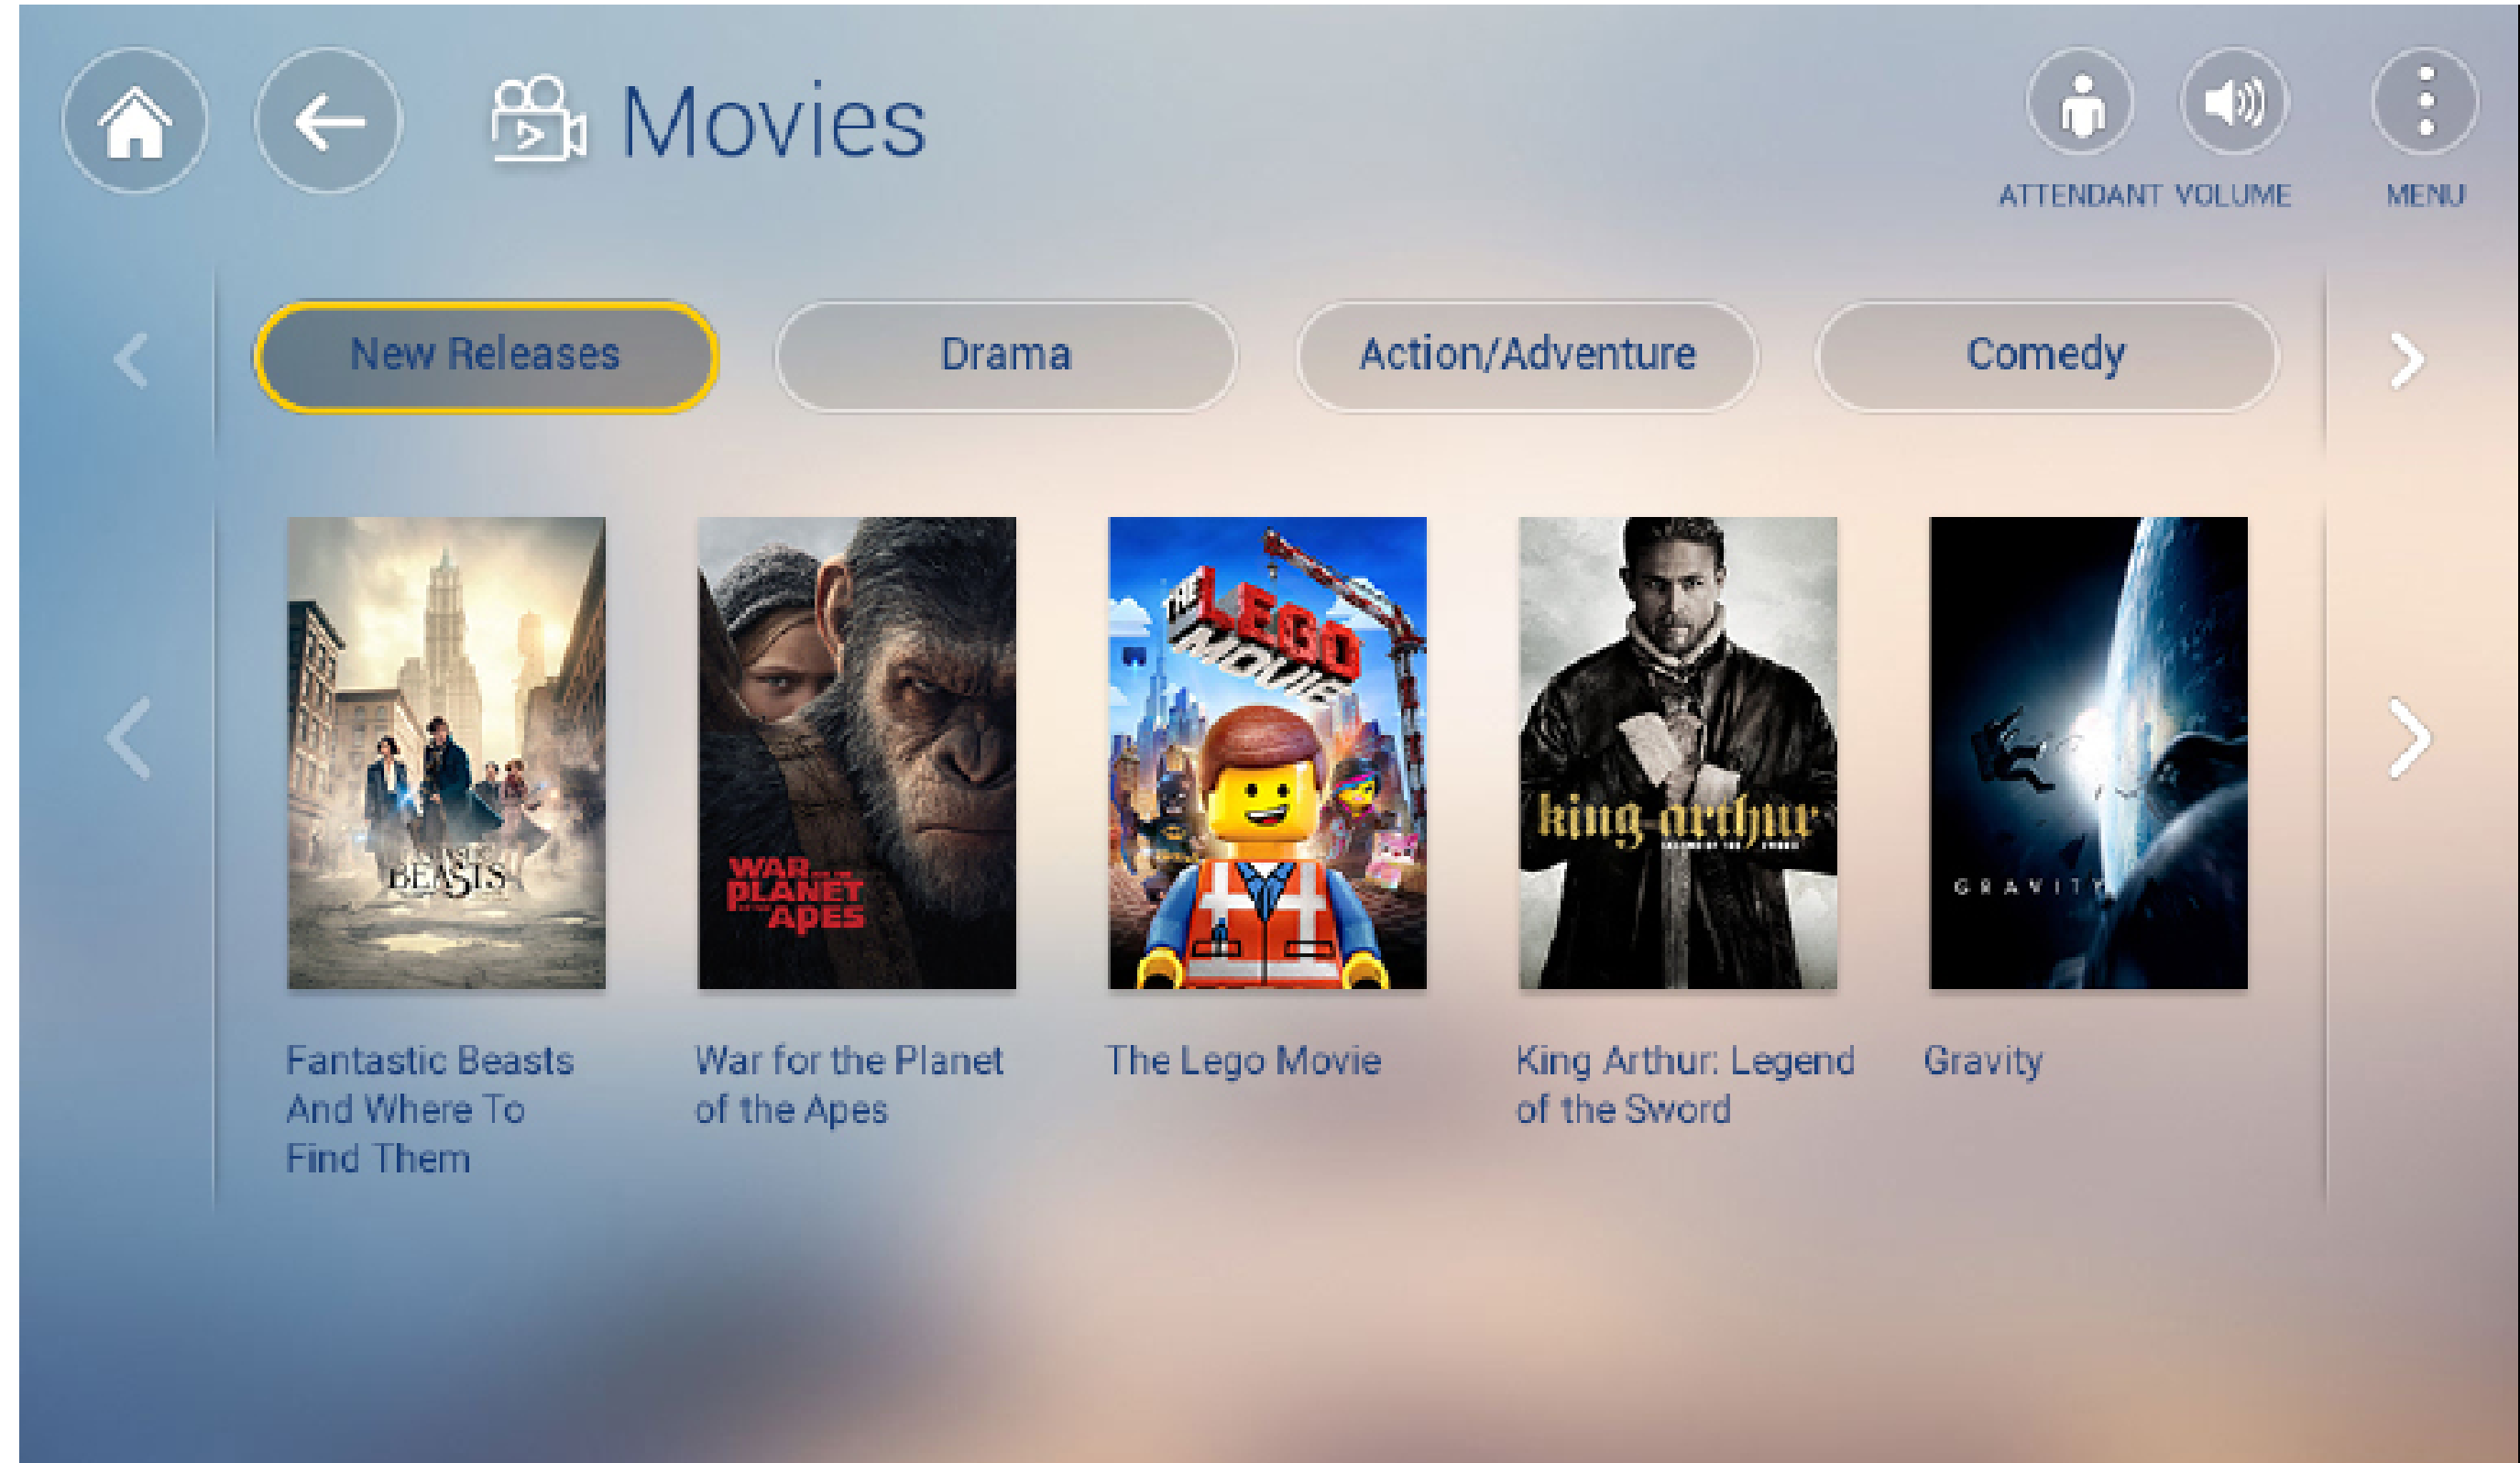 Movies
ATTENDANT VOLUME MENU
New Releases
Drama
Action/Adventure
Comedy
BEASTS
WAR
PLANET
APES
THE
LEGO
MOVIE
king arthur
GRAVITY
Fantastic Beasts
And Where To
Find Them
War for the Planet
of the Apes
The Lego Movie
King Arthur: Legend
of the Sword
Gravity